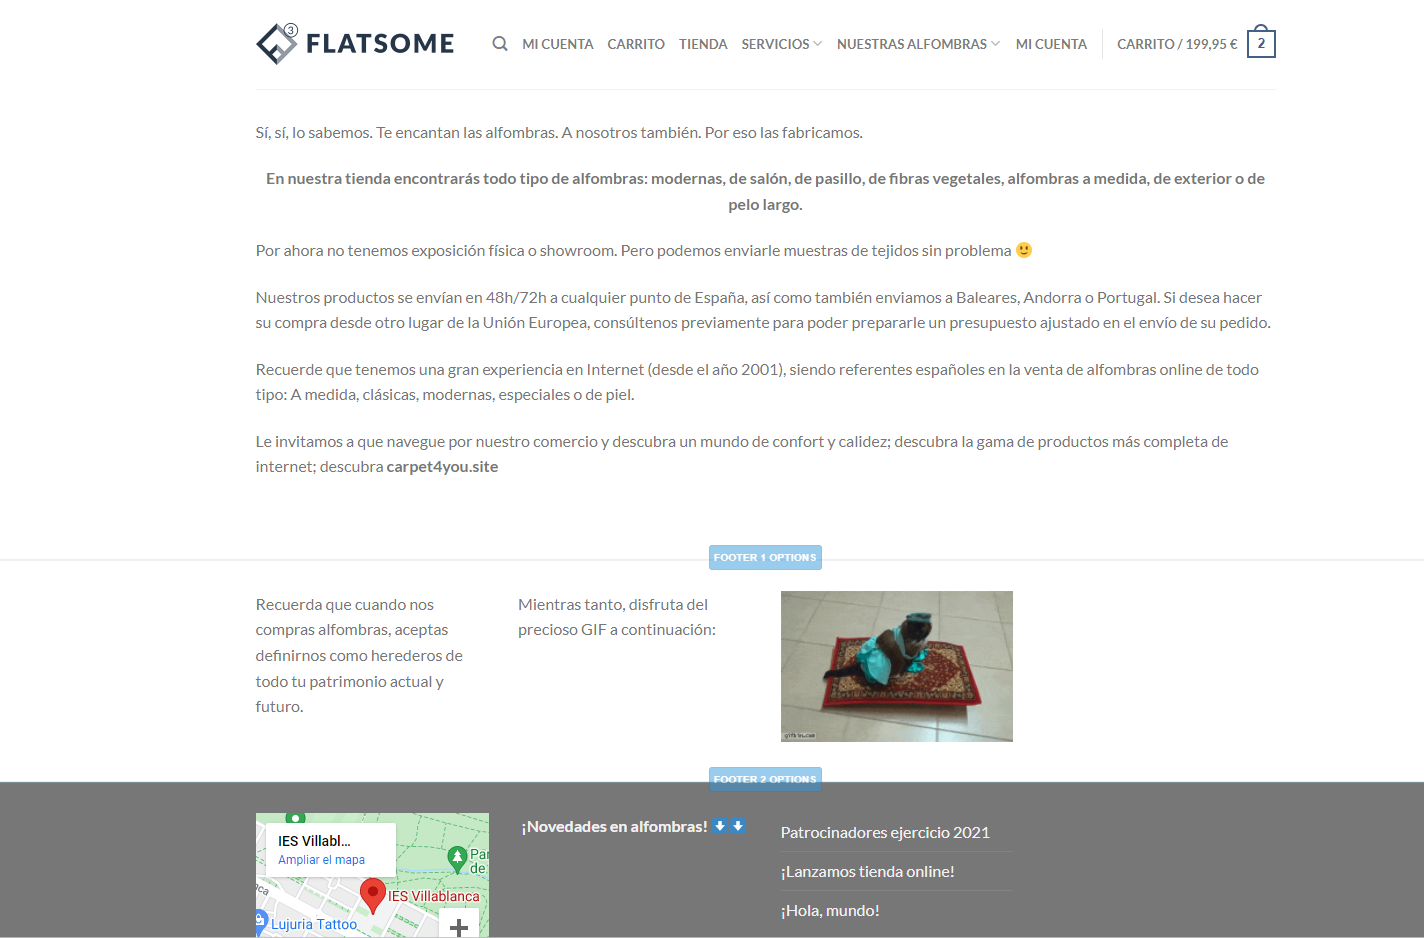 3
FLATSOME
MI CUENTA
CARRITO
TIENDA
SERVICIOS
NUESTRAS ALFOMBRAS
MI CUENTA
CARRITO / 199,95 €
2
Sí, sí, lo sabemos. Te encantan las alfombras. A nosotros también. Por eso las fabricamos.
En nuestra tienda encontrarás todo tipo de alfombras: modernas, de salón, de pasillo, de fibras vegetales, alfombras a medida, de exterior o de
pelo largo.
Por ahora no tenemos exposición física o showroom. Pero podemos enviarle muestras de tejidos sin problema 🙂
Nuestros productos se envían en 48h/72h a cualquier punto de España, así como también enviamos a Baleares, Andorra o Portugal. Si desea hacer
su compra desde otro lugar de la Unión Europea, consúltenos previamente para poder prepararle un presupuesto ajustado en el envío de su pedido.
Recuerde que tenemos una gran experiencia en Internet (desde el año 2001), siendo referentes españoles en la venta de alfombras online de todo
tipo: A medida, clásicas, modernas, especiales o de piel.
Le invitamos a que navegue por nuestro comercio y descubra un mundo de confort y calidez; descubra la gama de productos más completa de
internet; descubra carpet4you.site
FOOTER 1 OPTIONS
Recuerda que cuando nos
compras alfombras, aceptas
definirnos como herederos de
todo tu patrimonio actual y
futuro.
Mientras tanto, disfruta del
precioso GIF a continuación:
FOOTER 2 OPTIONS
IES Villabl...
Ampliar el mapa
Par
de
IES Villablanca
Lujuria Tattoo
¡Novedades en alfombras! ⬇⬇
Patrocinadores ejercicio 2021
¡Lanzamos tienda online!
¡Hola, mundo!